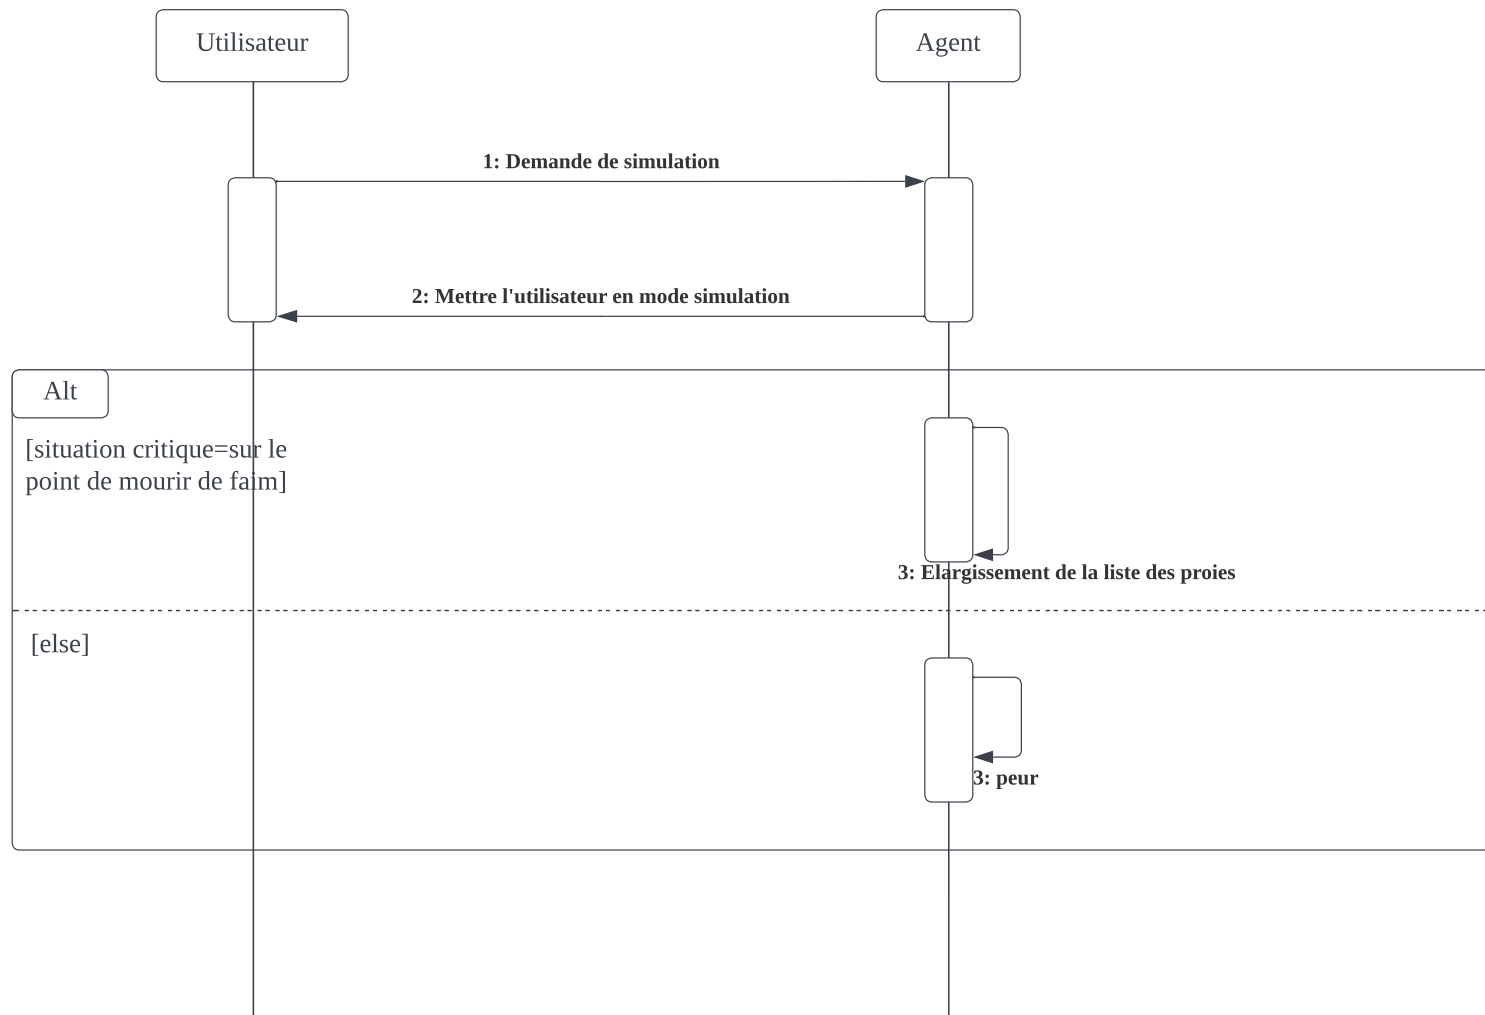 Utilisateur
Agent
1: Demande de simulation
2: Mettre l'utilisateur en mode simulation
Alt
[situation critique=sur le
point de mourir de faim]
3: Elargissement de la liste des proies
[else]
3: peur